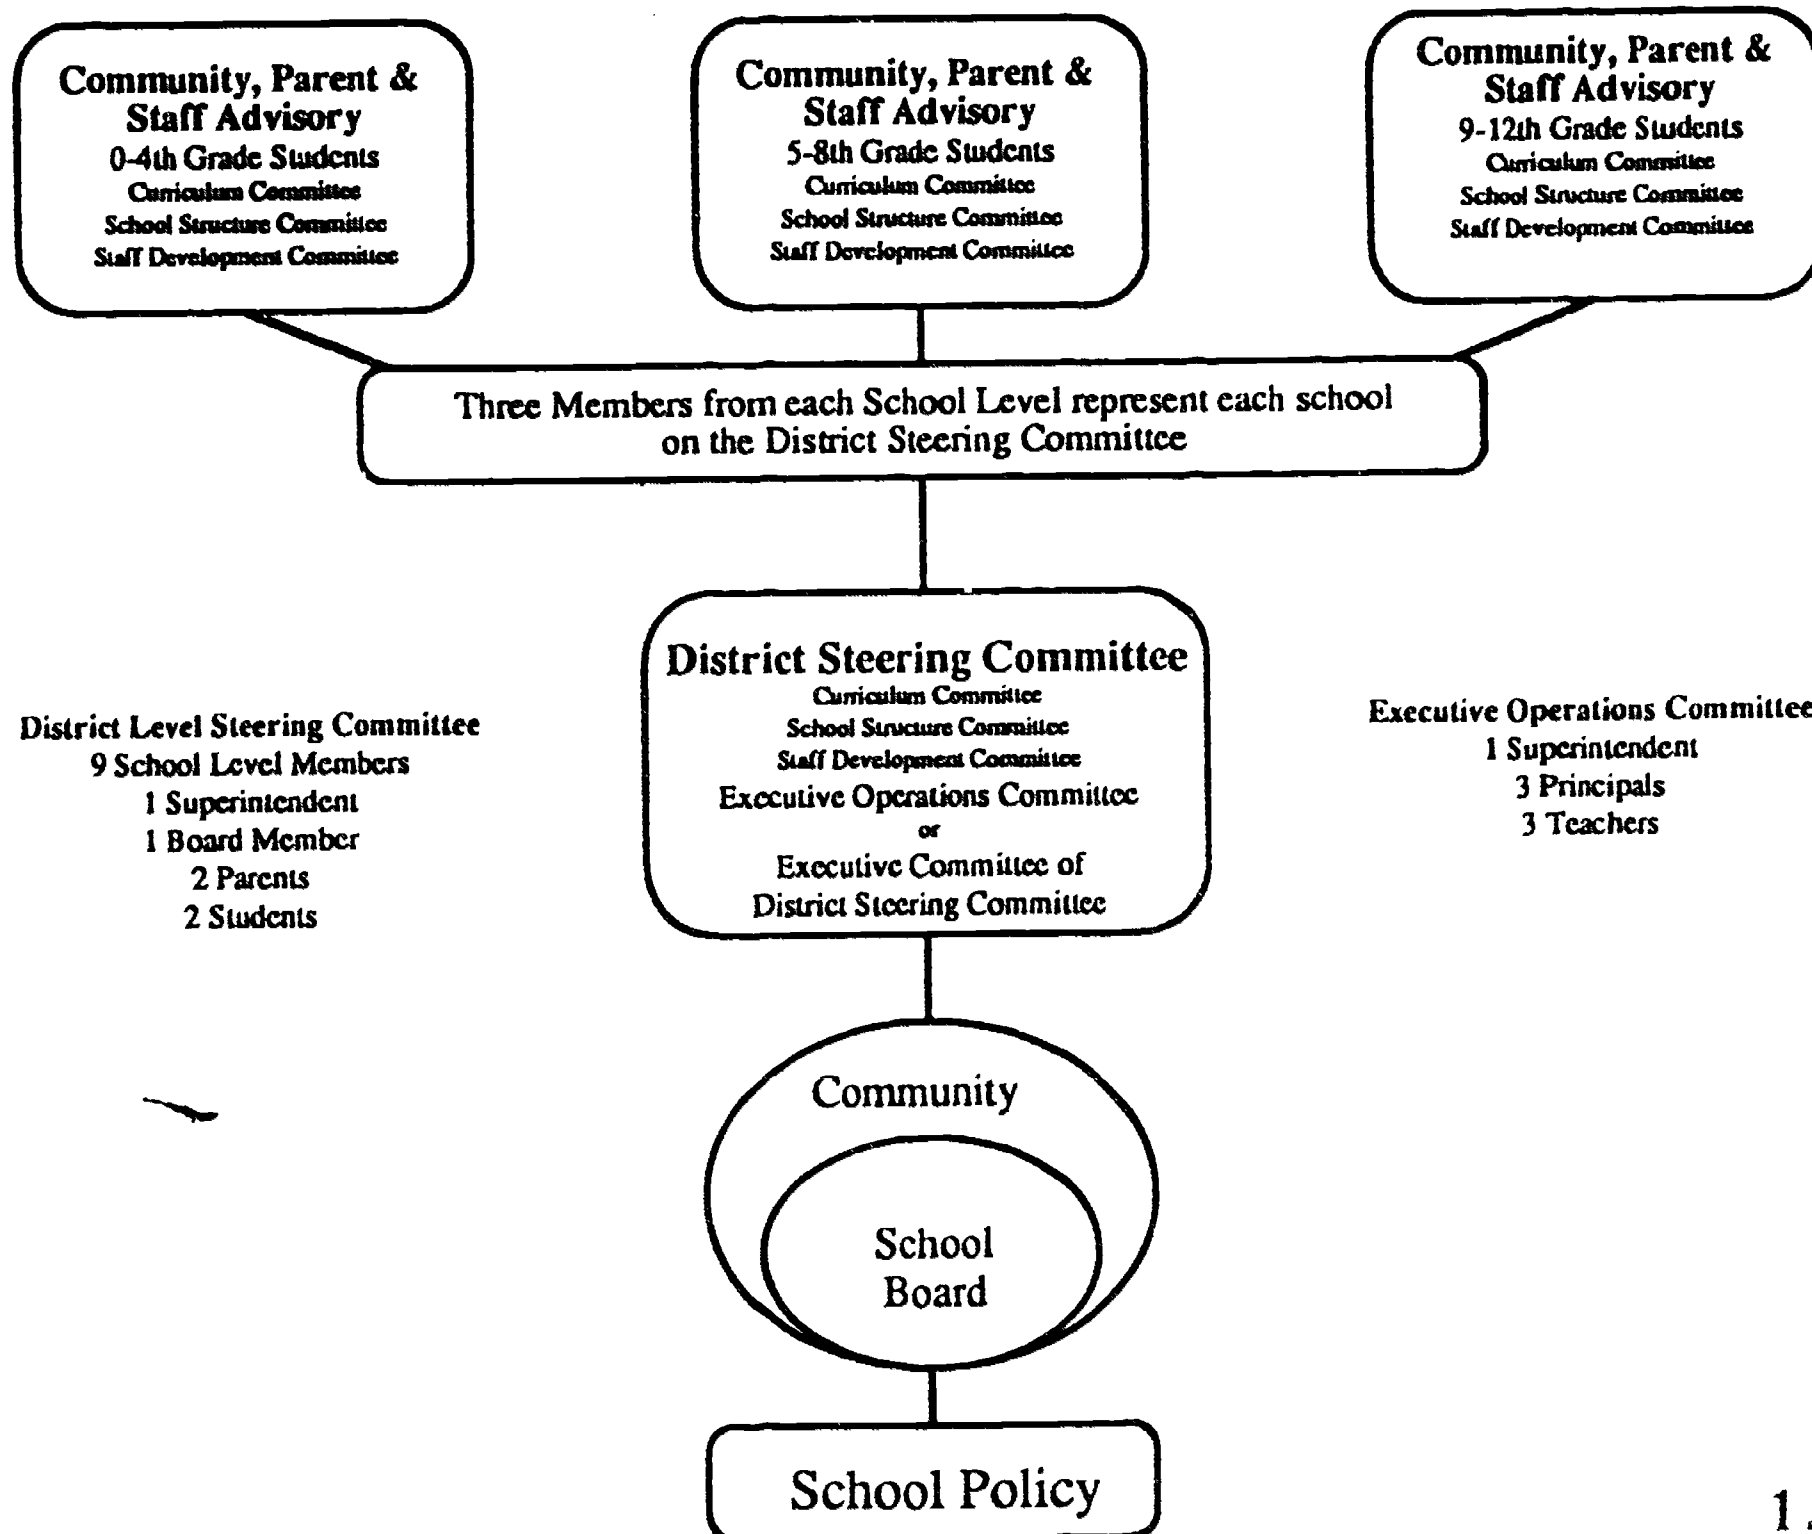 Community, Parent &
Staff Advisory
0-4th Grade Students
Curriculum Committee
School Structure Committee
Staff Development Committee
Community, Parent &
Staff Advisory
5-8th Grade Students
Curriculum Committee
School Structure Committee
Staff Development Committee
Community, Parent &
Staff Advisory
9-12th Grade Students
Curriculum Committee
School Structure Committee
Staff Development Committee
Three Members from each School Level represent each school
on the District Steering Committee
District Steering Committee
Curriculum Committee
School Structure Committee
Staff Development Committee
Executive Operations Committee
or
Executive Committee of
District Steering Committee
District Level Steering Committee
9 School Level Members
1 Superintendent
1 Board Member
2 Parents
2 Students
Executive Operations Committee
1 Superintendent
3 Principals
3 Teachers
Community
School
Board
School Policy